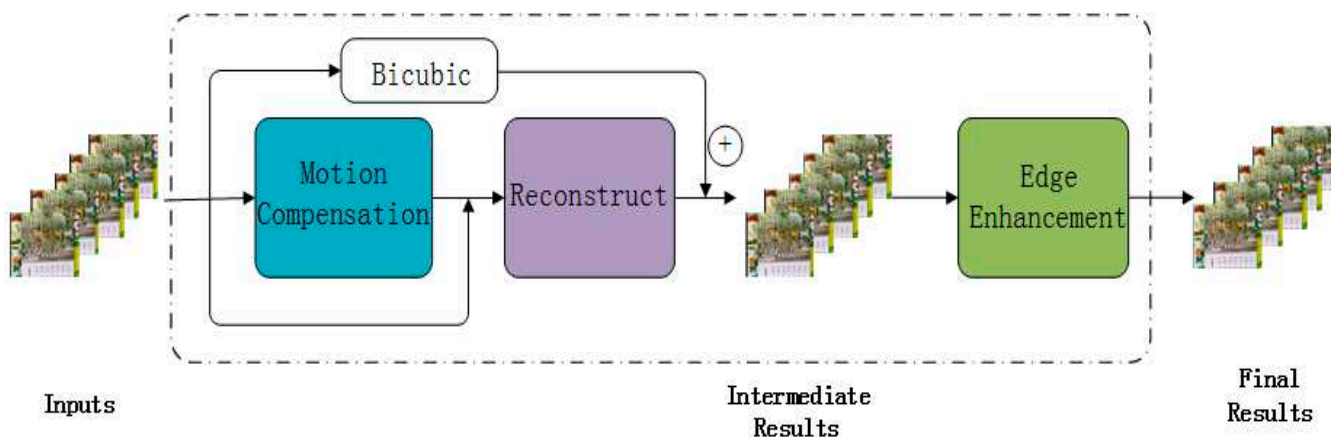 Bicubic
+
Motion
Compensation
Reconstruct
Edge
Enhancement
Inputs
Intermediate
Results
Final
Results